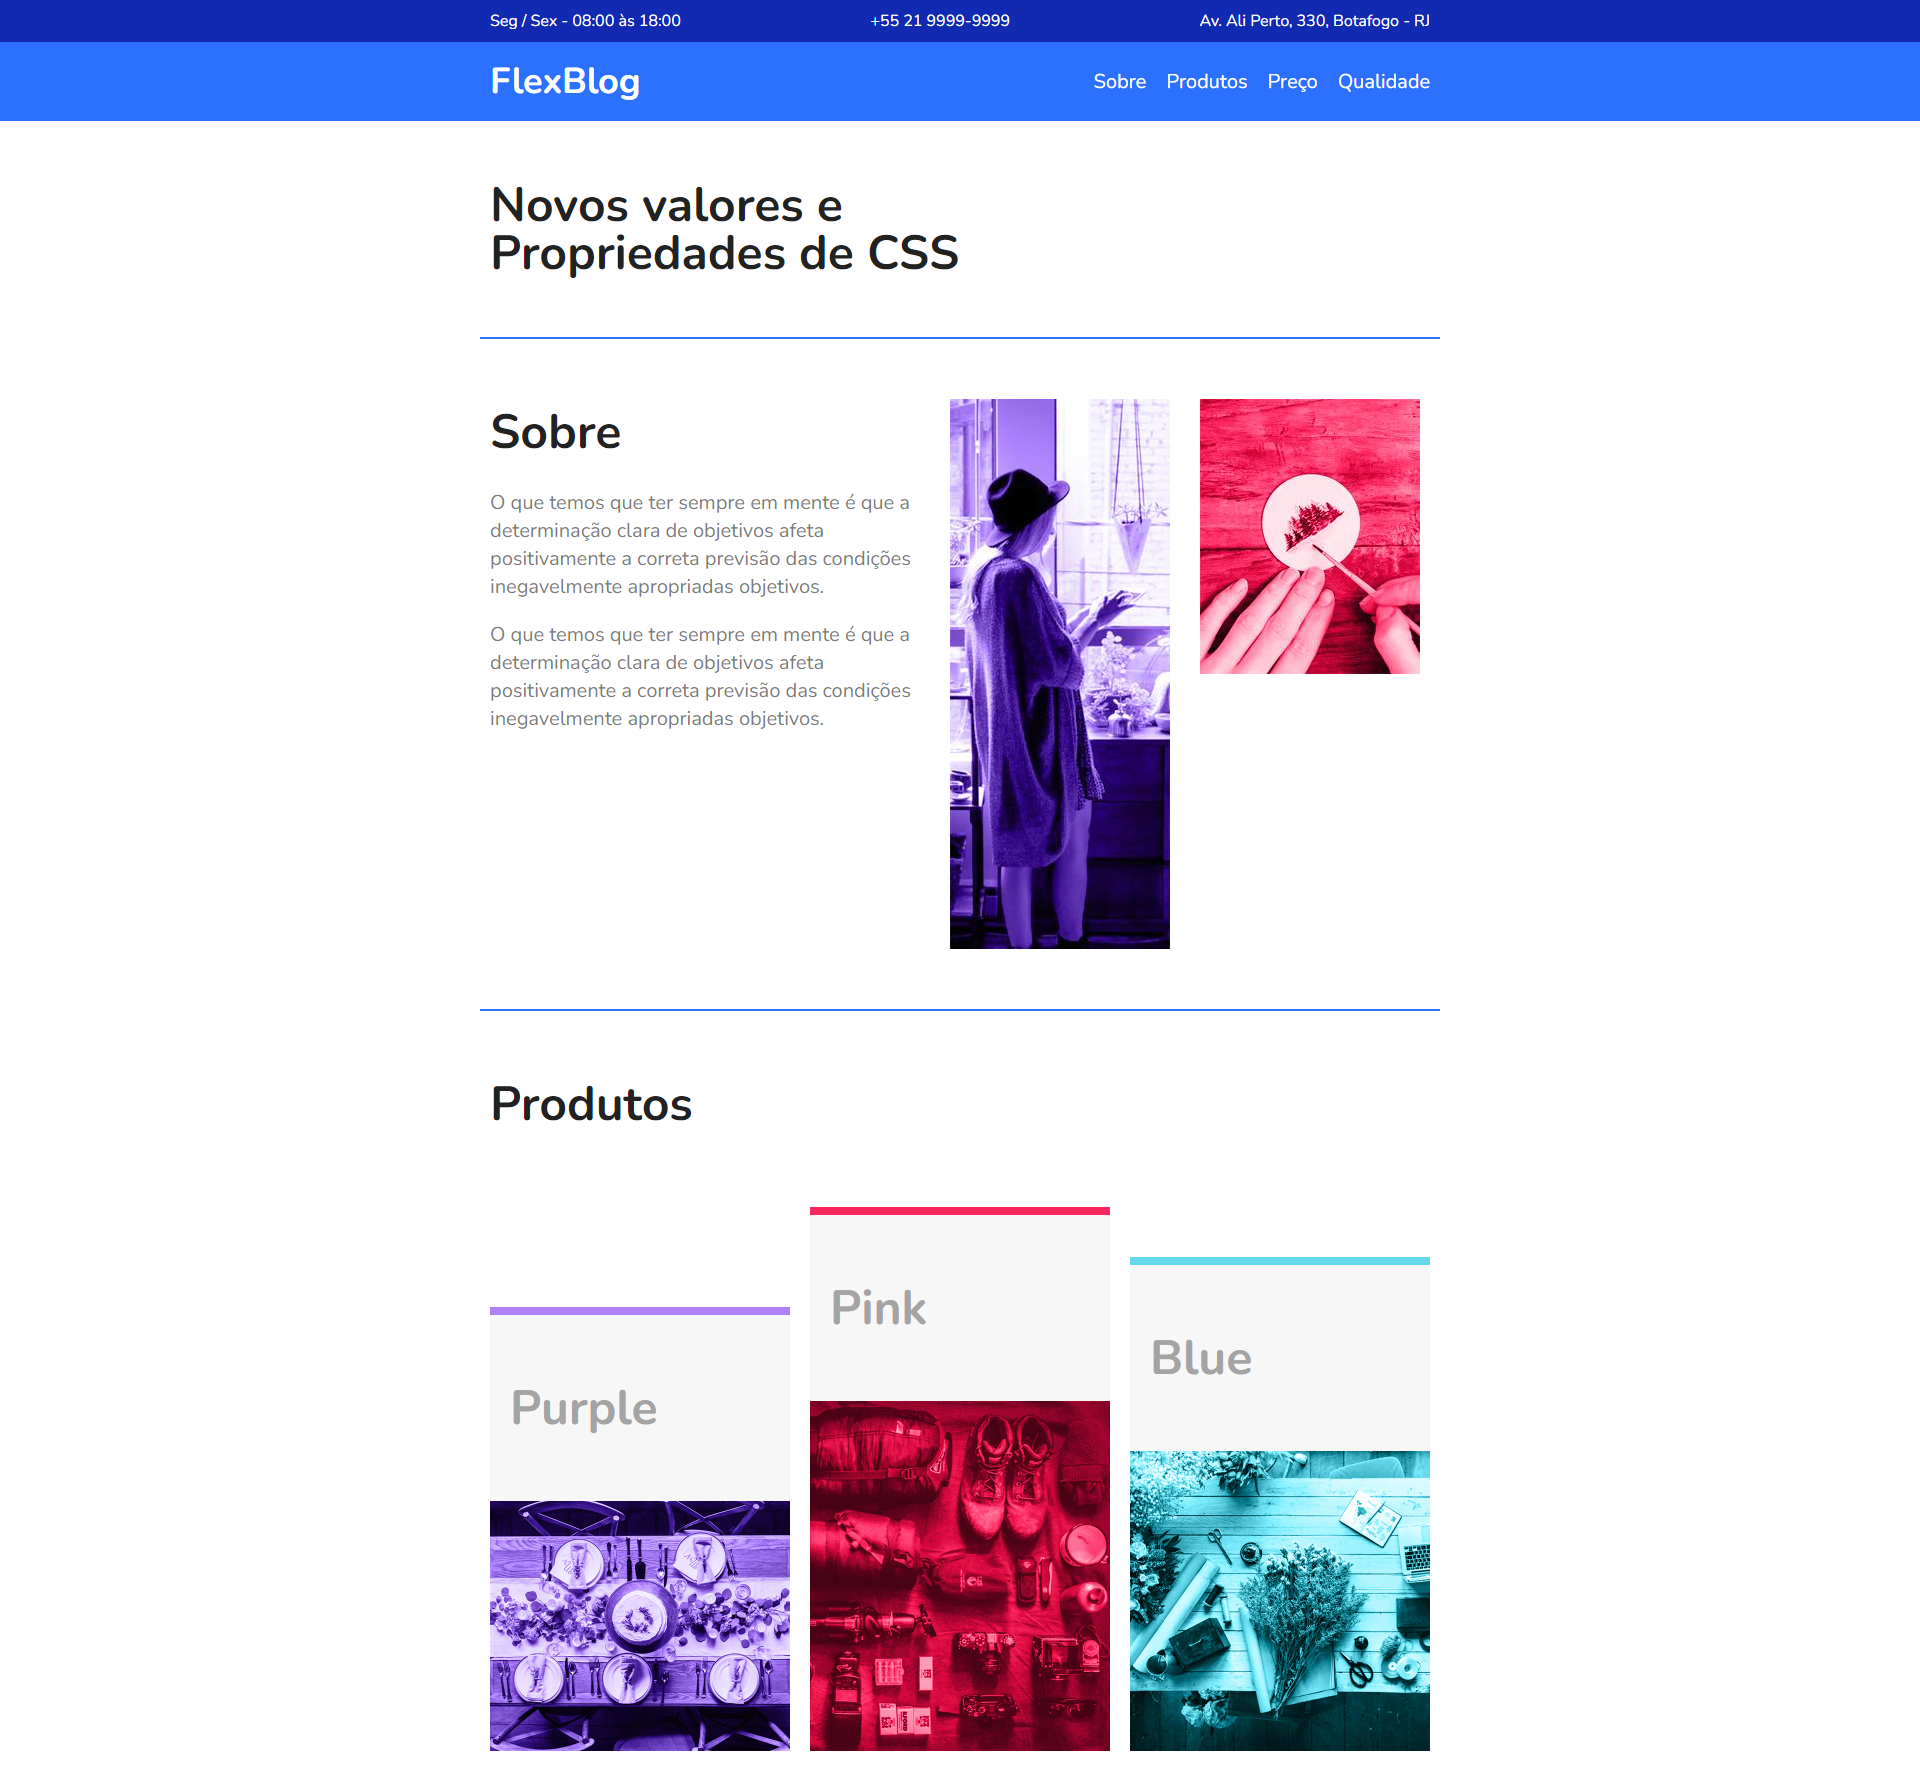 Seg / Sex - 08:00 às 18:00
+55 21 9999-9999
Av. Ali Perto, 330, Botafogo - RJ
FlexBlog
Sobre
Produtos
Preço
Qualidade
Novos valores e
Propriedades de CSS
Sobre
O que temos que ter sempre em mente é que a
determinação clara de objetivos afeta
positivamente a correta previsão das condições
inegavelmente apropriadas objetivos.
O que temos que ter sempre em mente é que a
determinação clara de objetivos afeta
positivamente a correta previsão das condições
inegavelmente apropriadas objetivos.
Produtos
Purple
Pink
Blue